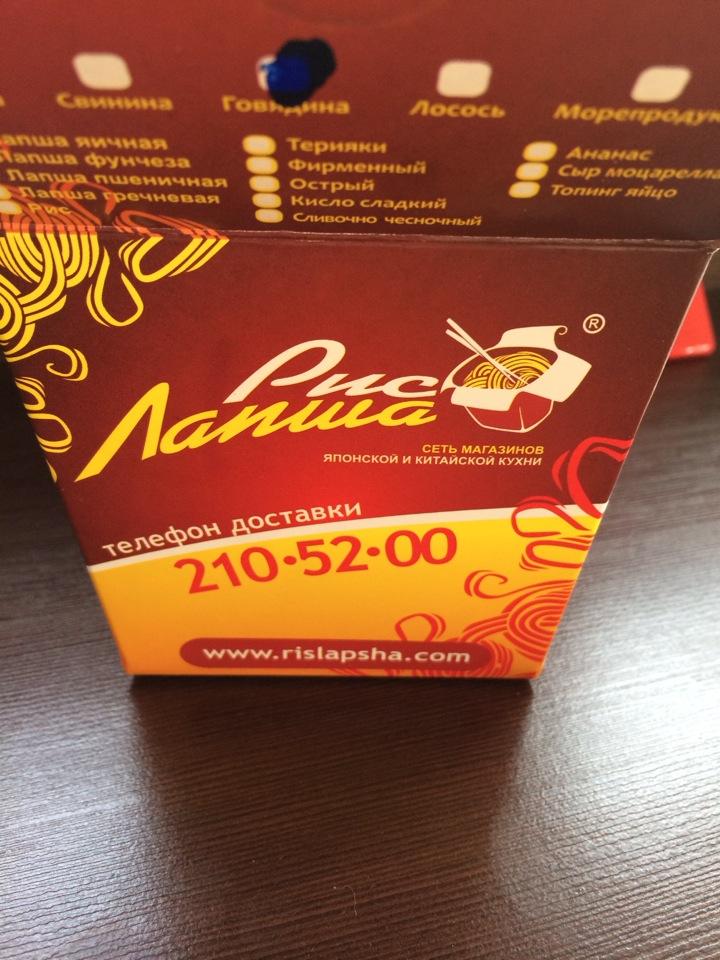 Свинина
Говядина
Лосось
Лапша яичная
Лапша фунчеза
Лапша пшеничная
Лапша гречневая
Рис
Терияки
Фирменный
Острый
Кисло сладкий
Сливочно чесночный
Ананас
Сыр
Топинг яйцо
Рис
Лапша
®
СЕТЬ МАГАЗИНОВ
ЯПОНСКОЙ И КИТАЙСКОЙ КУХНИ
телефон доставки
210·52·00
www.rislapsha.com